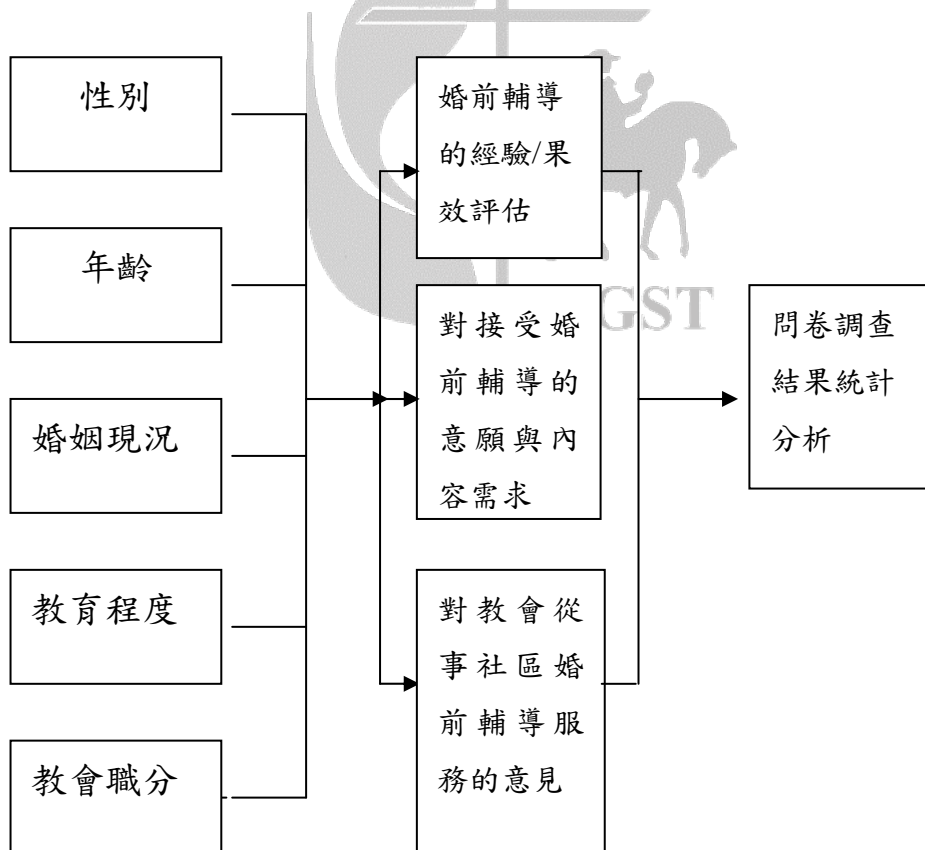 性別
年齡
婚姻現況
教育程度
教會職分
婚前輔導
的經驗/果
效評估
對接受婚
前輔導的
意願與內
容需求
對教會從
事社區婚
前輔導服
務的意見
GST
問卷調查
結果統計
分析